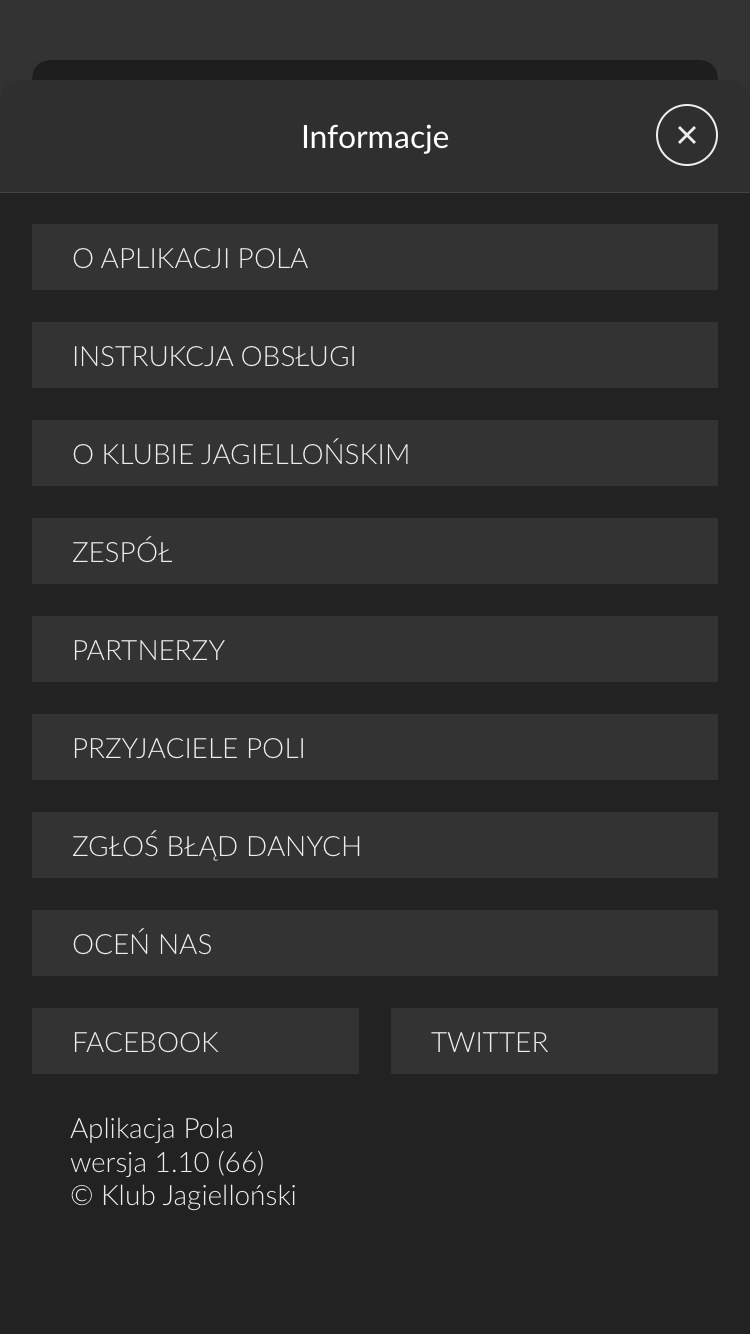 Informacje
O APLIKACJI POLA
INSTRUKCJA OBSŁUGI
O KLUBIE JAGIELLOŃSKIM
ZESPÓŁ
PARTNERZY
PRZYJACIELE POLI
ZGŁOŚ BŁĄD DANYCH
OCEŃ NAS
FACEBOOK
TWITTER
Aplikacja Pola
wersja 1.10 (66)
© Klub Jagielloński